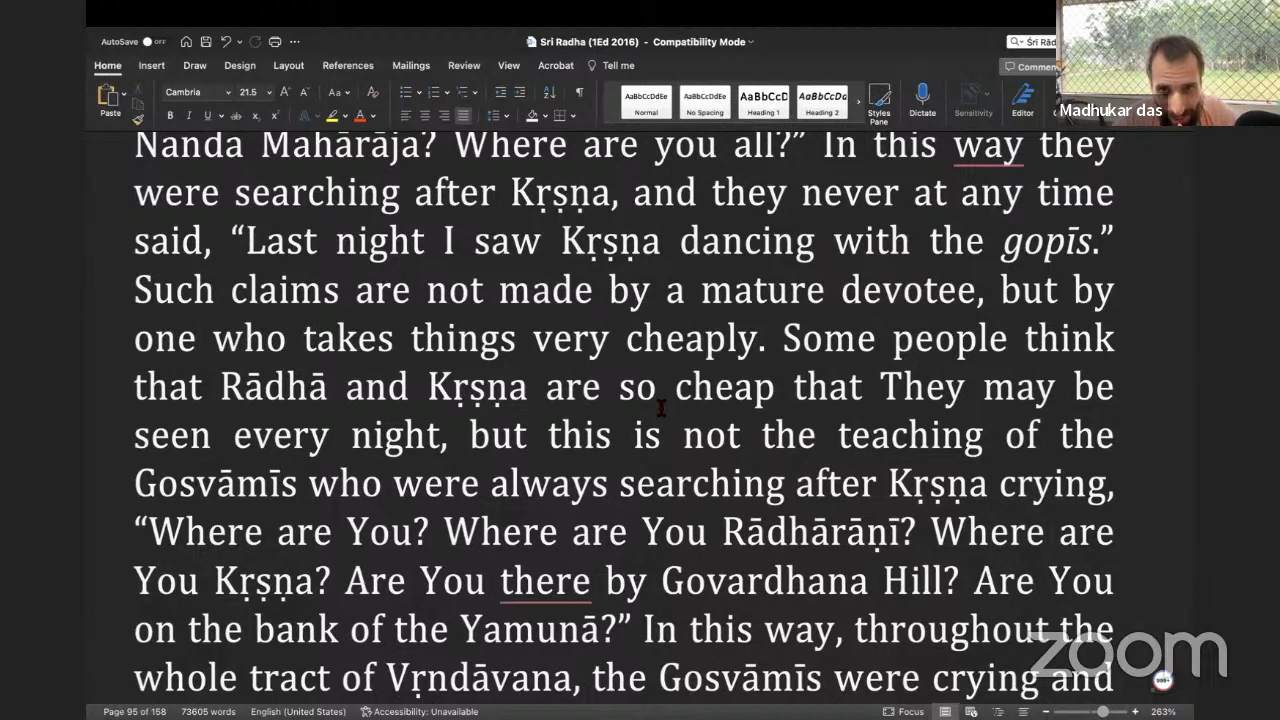 AutoSave OFF
Sri Radha (1Ed 2016) - Compatibility Mode
Home Insert Draw Design Layout References Mailings Review View Acrobat Tell me
Paste
Cambria 21.5
AaBbCcDdEe Normal
AaBbCcDdEe No Spacing
AaBbCcD Heading 1
AaBbCcDd Heading 2
Styles Pane
Dictate
Sensitivity
Editor
Madhukar das
Nanda Mahārāja? Where are you all?” In this way they
were searching after Kṛṣṇa, and they never at any time
said, “Last night I saw Kṛṣṇa dancing with the gopīs.”
Such claims are not made by a mature devotee, but by
one who takes things very cheaply. Some people think
that Rādhā and Kṛṣṇa are so cheap that They may be
seen every night, but this is not the teaching of the
Gosvāmīs who were always searching after Kṛṣṇa crying,
“Where are You? Where are You Rādhārāṇī? Where are
You Kṛṣṇa? Are You there by Govardhana Hill? Are You
on the bank of the Yamunā?” In this way, throughout the
whole tract of Vṛndāvana, the Gosvāmīs were crying and
zoom
Page 95 of 158 73605 words English (United States) Accessibility: Unavailable Focus 263%